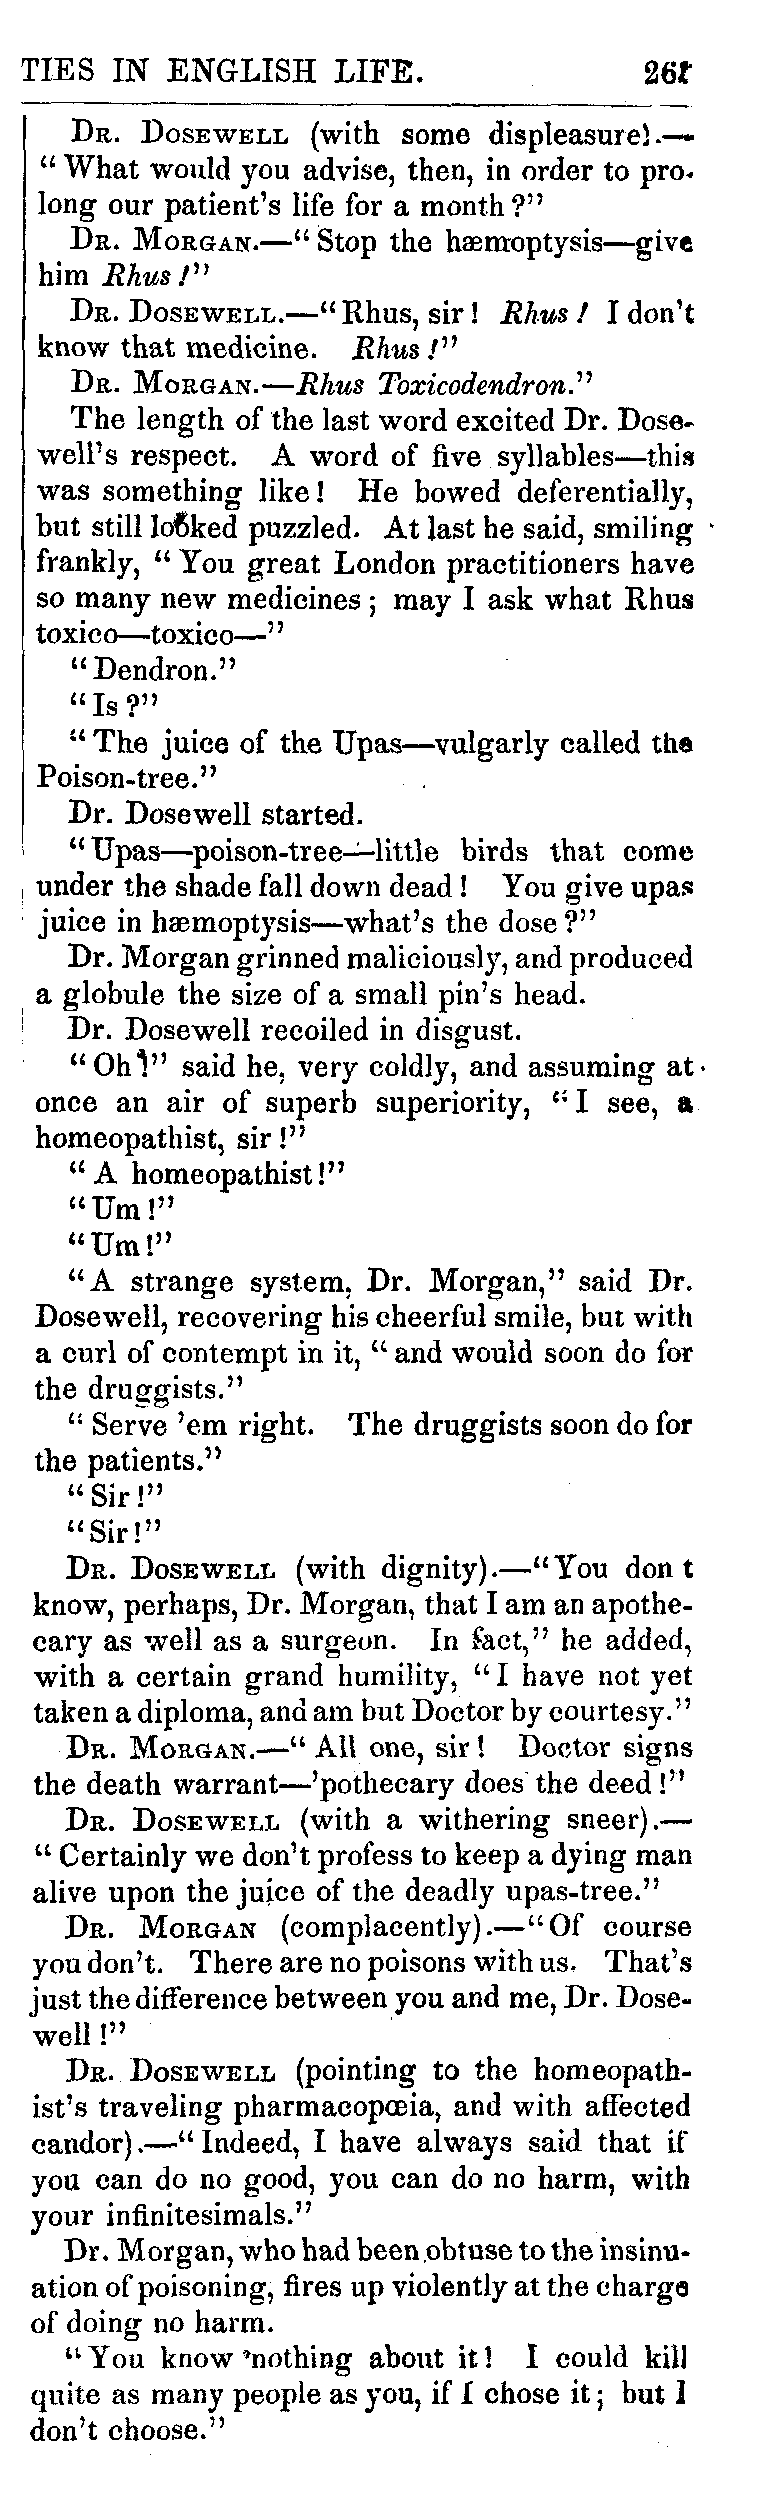 TIES IN ENGLISH LIFE. 261
DR. DOSEWELL (with some displeasure).—
"What would you advise, then, in order to pro-
long our patient's life for a month?"
DR. MORGAN.—"Stop the hæmoptysis—give
him Rhus!"
DR. DOSEWELL.—"Rhus, sir! Rhus! I don't
know that medicine. Rhus!"
DR. MORGAN.—Rhus Toxicodendron."
The length of the last word excited Dr. Dose-
well's respect. A word of five syllables—this
was something like! He bowed deferentially,
but still looked puzzled. At last he said, smiling
frankly, "You great London practitioners have
so many new medicines; may I ask what Rhus
toxico—toxico—"
"Dendron."
"Is?"
"The juice of the Upas—vulgarly called the
Poison-tree."
Dr. Dosewell started.
"Upas—poison-tree—little birds that come
under the shade fall down dead! You give upas
juice in hæmoptysis—what's the dose?"
Dr. Morgan grinned maliciously, and produced
a globule the size of a small pin's head.
Dr. Dosewell recoiled in disgust.
"Oh!" said he, very coldly, and assuming at
once an air of superb superiority, "I see, a
homeopathist, sir!"
"A homeopathist!"
"Um!"
"Um!"
"A strange system, Dr. Morgan," said Dr.
Dosewell, recovering his cheerful smile, but with
a curl of contempt in it, "and would soon do for
the druggists."
"Serve 'em right. The druggists soon do for
the patients."
"Sir!"
"Sir!"
DR. DOSEWELL (with dignity).—"You don t
know, perhaps, Dr. Morgan, that I am an apothe-
cary as well as a surgeon. In fact," he added,
with a certain grand humility, "I have not yet
taken a diploma, and am but Doctor by courtesy."
DR. MORGAN.—"All one, sir! Doctor signs
the death warrant—'pothecary does the deed!"
DR. DOSEWELL (with a withering sneer).—
"Certainly we don't profess to keep a dying man
alive upon the juice of the deadly upas-tree."
DR. MORGAN (complacently).—"Of course
you don't. There are no poisons with us. That's
just the difference between you and me, Dr. Dose-
well!"
DR. DOSEWELL (pointing to the homeopath-
ist's traveling pharmacopœia, and with affected
candor).—"Indeed, I have always said that if
you can do no good, you can do no harm, with
your infinitesimals."
Dr. Morgan, who had been obtuse to the insinu-
ation of poisoning, fires up violently at the charge
of doing no harm.
"You know nothing about it! I could kill
quite as many people as you, if I chose it; but I
don't choose."